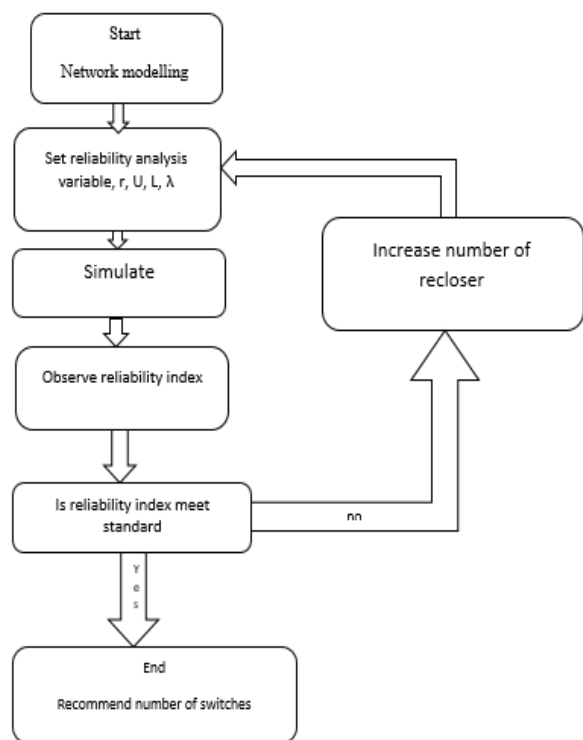 Start
Network modelling
Set reliability analysis
variable, r, U, L, λ
Simulate
Increase number of
recloser
Observe reliability index
Is reliability index meet
standard
no
Yes
End
Recommend number of switches